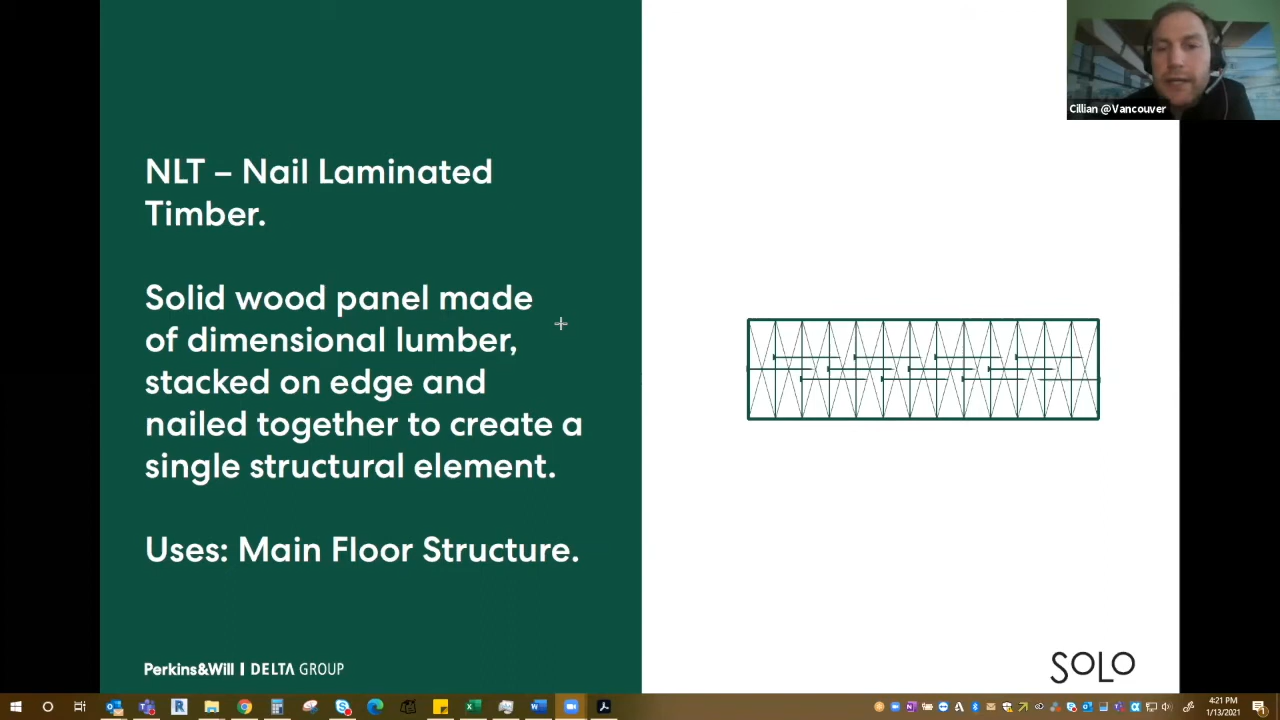 Cillian @Vancouver
NLT – Nail Laminated
Timber.
Solid wood panel made
of dimensional lumber,
stacked on edge and
nailed together to create a
single structural element.
Uses: Main Floor Structure.
Perkins&Will | DELTA GROUP
SOLO
4:21 PM
1/13/2021